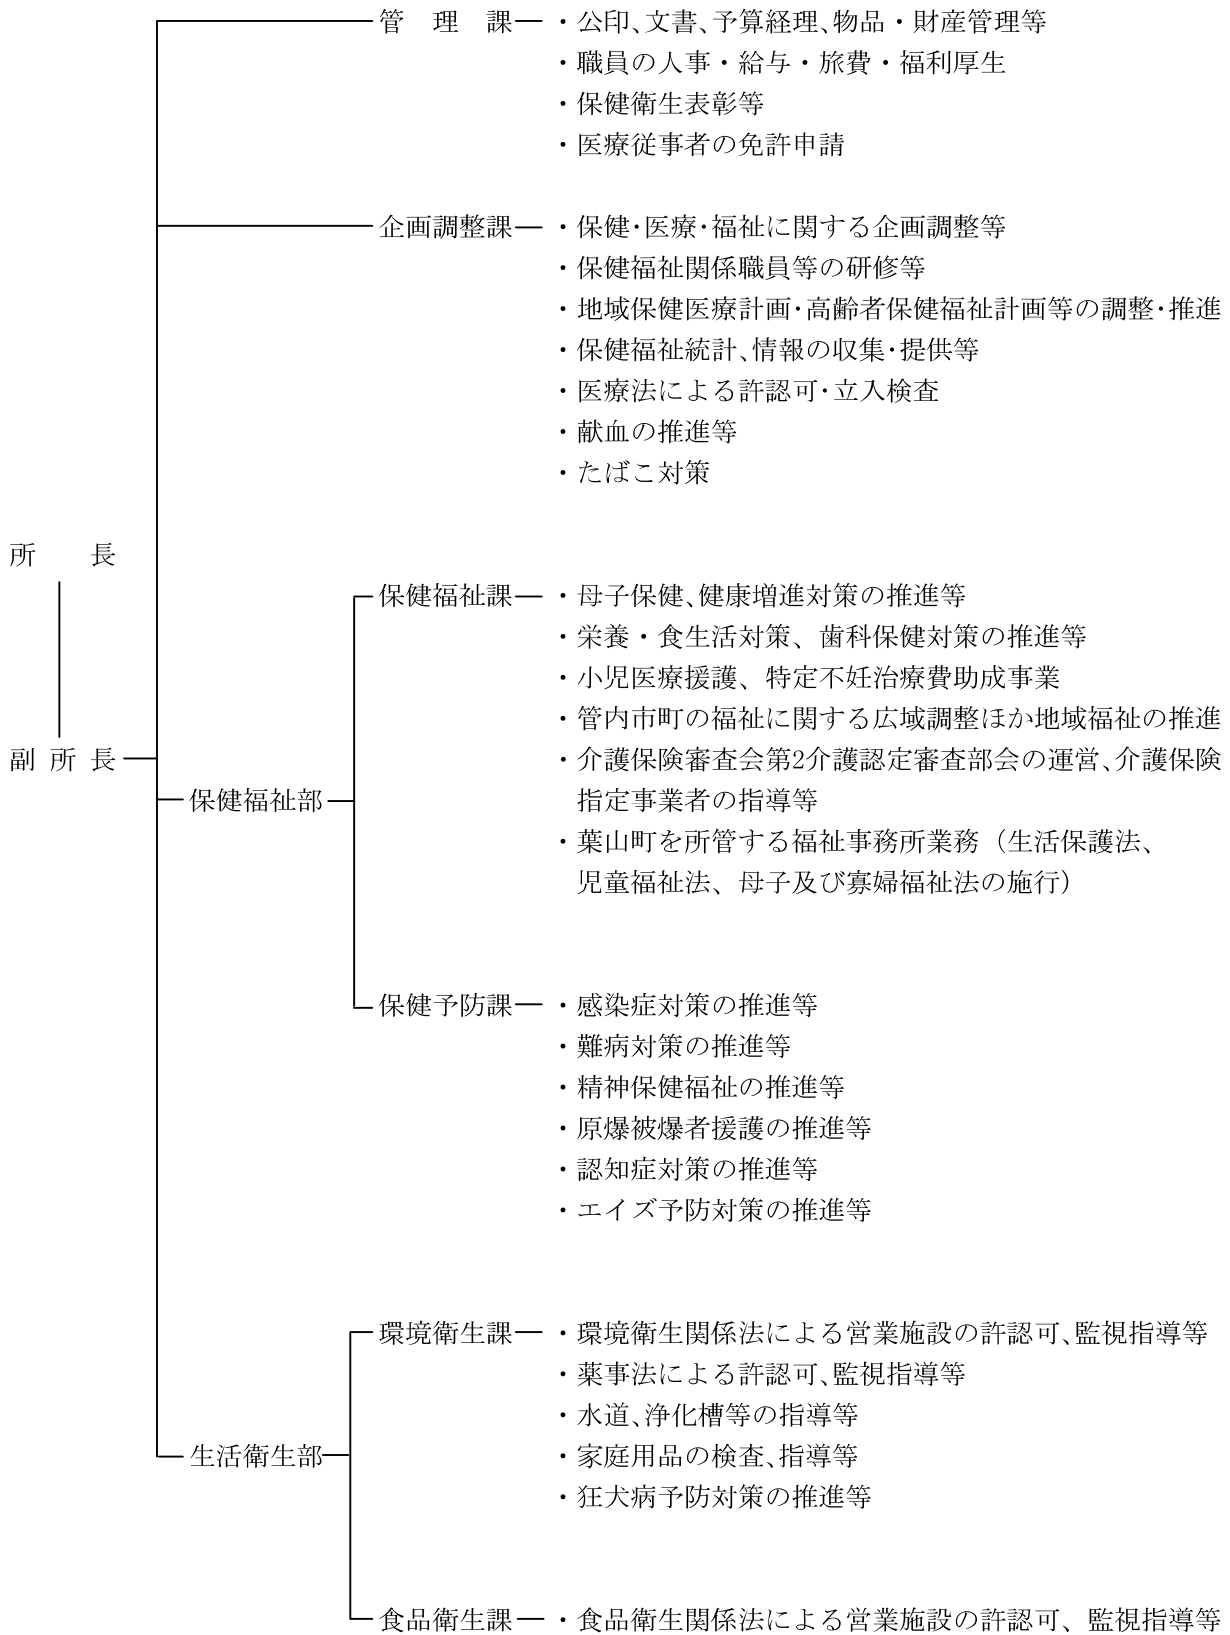 管理課
・公印、文書、予算経理、物品・財産管理等
・職員の人事・給与・旅費・福利厚生
・保健衛生表彰等
・医療従事者の免許申請
企画調整課
・保健・医療・福祉に関する企画調整等
・保健福祉関係職員等の研修等
・地域保健医療計画・高齢者保健福祉計画等の調整・推進
・保健福祉統計、情報の収集・提供等
・医療法による許認可・立入検査
・献血の推進等
・たばこ対策
所長
副所長
保健福祉部
保健福祉課
・母子保健、健康増進対策の推進等
・栄養・食生活対策、歯科保健対策の推進等
・小児医療援護、特定不妊治療費助成事業
・管内市町の福祉に関する広域調整ほか地域福祉の推進
・介護保険審査会第2介護認定審査部会の運営、介護保険
指定事業者の指導等
・葉山町を所管する福祉事務所業務（生活保護法、
児童福祉法、母子及び寡婦福祉法の施行）
保健予防課
・感染症対策の推進等
・難病対策の推進等
・精神保健福祉の推進等
・原爆被爆者援護の推進等
・認知症対策の推進等
・エイズ予防対策の推進等
生活衛生部
環境衛生課
・環境衛生関係法による営業施設の許認可、監視指導等
・薬事法による許認可、監視指導等
・水道、浄化槽等の指導等
・家庭用品の検査、指導等
・狂犬病予防対策の推進等
食品衛生課
・食品衛生関係法による営業施設の許認可、監視指導等